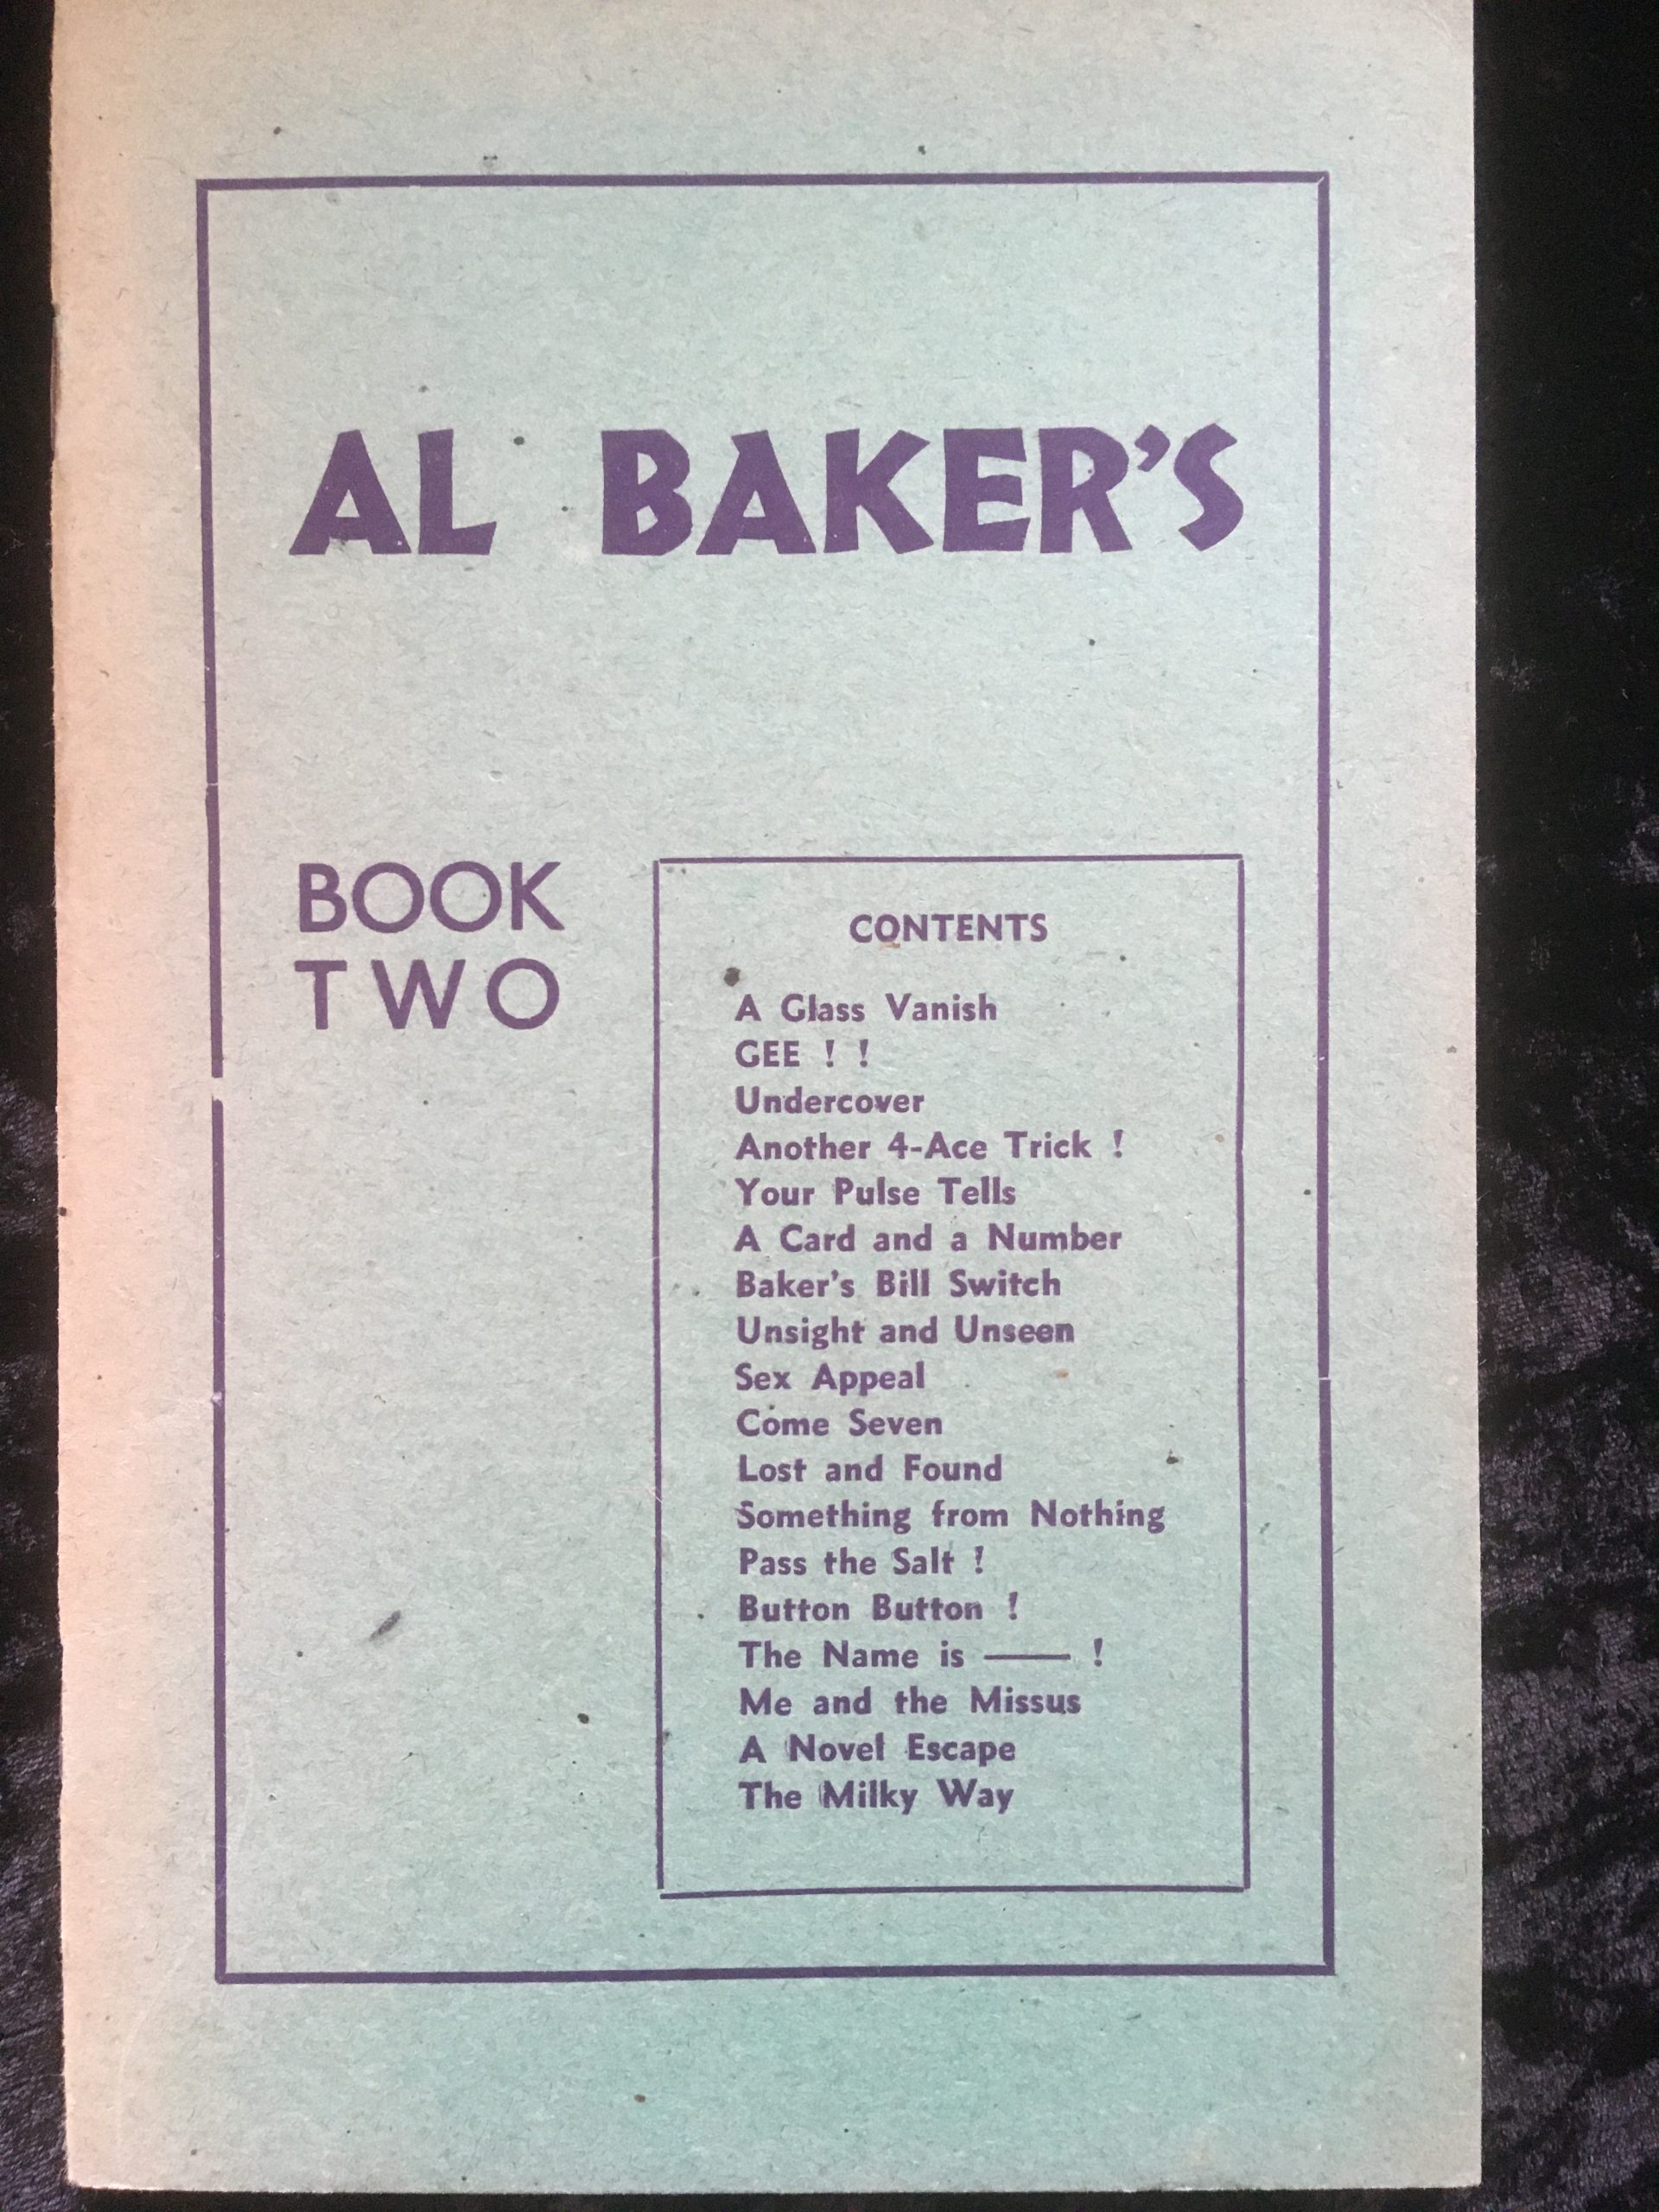 AL BAKER'S
BOOK
TWO
CONTENTS
A Glass Vanish
GEE ! !
Undercover
Another 4-Ace Trick !
Your Pulse Tells
A Card and a Number
Baker's Bill Switch
Unsight and Unseen
Sex Appeal
Come Seven
Lost and Found
Something from Nothing
Pass the Salt !
Button Button !
The Name is —— !
Me and the Missus
A Novel Escape
The Milky Way